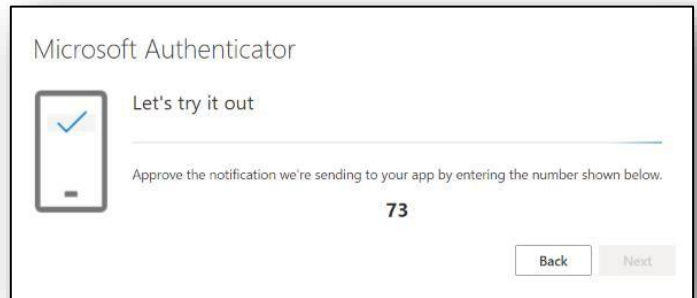 Microsoft Authenticator
Let's try it out
Approve the notification we're sending to your app by entering the number shown below.
73
Back Next